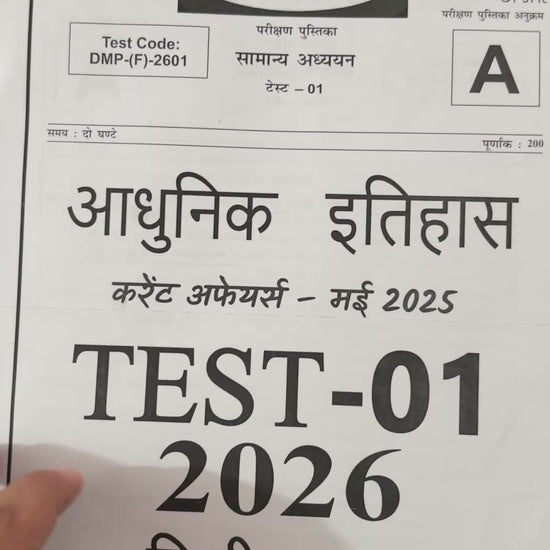 परीक्षण पुस्तिका अनुक्रम
Test Code:
DMP-(F)-2601
परीक्षण पुस्तिका
सामान्य अध्ययन
टेस्ट – 01
A
समय : दो घण्टे
पूर्णांक : 200
आधुनिक इतिहास
करेंट अफेयर्स – मई 2025
TEST-01
2026